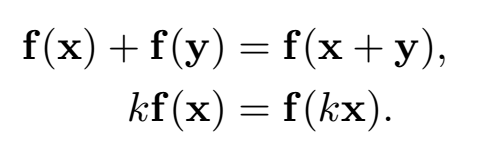 f(x) + f(y) = f(x + y),
kf(x) = f(kx).